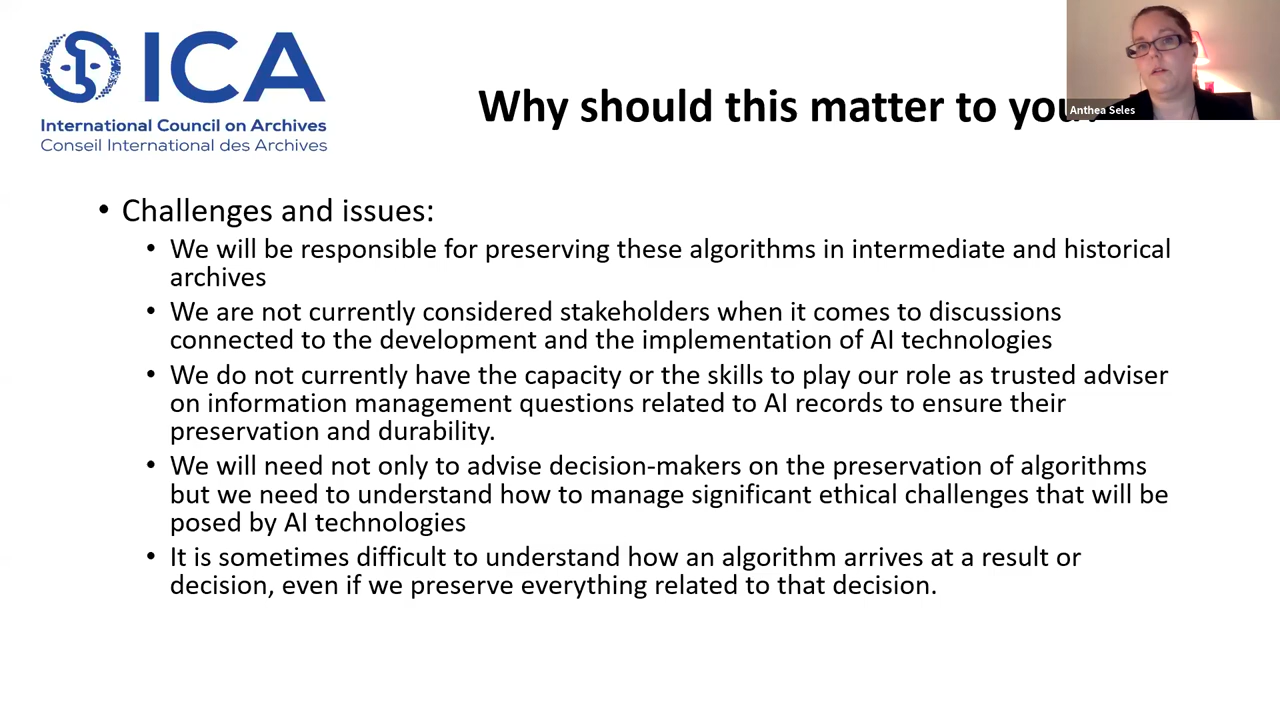 ICA
International Council on Archives
Conseil International des Archives
Why should this matter to you
Anthea Seles
• Challenges and issues:
• We will be responsible for preserving these algorithms in intermediate and historical
archives
• We are not currently considered stakeholders when it comes to discussions
connected to the development and the implementation of AI technologies
• We do not currently have the capacity or the skills to play our role as trusted adviser
on information management questions related to AI records to ensure their
preservation and durability.
• We will need not only to advise decision-makers on the preservation of algorithms
but we need to understand how to manage significant ethical challenges that will be
posed by AI technologies
• It is sometimes difficult to understand how an algorithm arrives at a result or
decision, even if we preserve everything related to that decision.